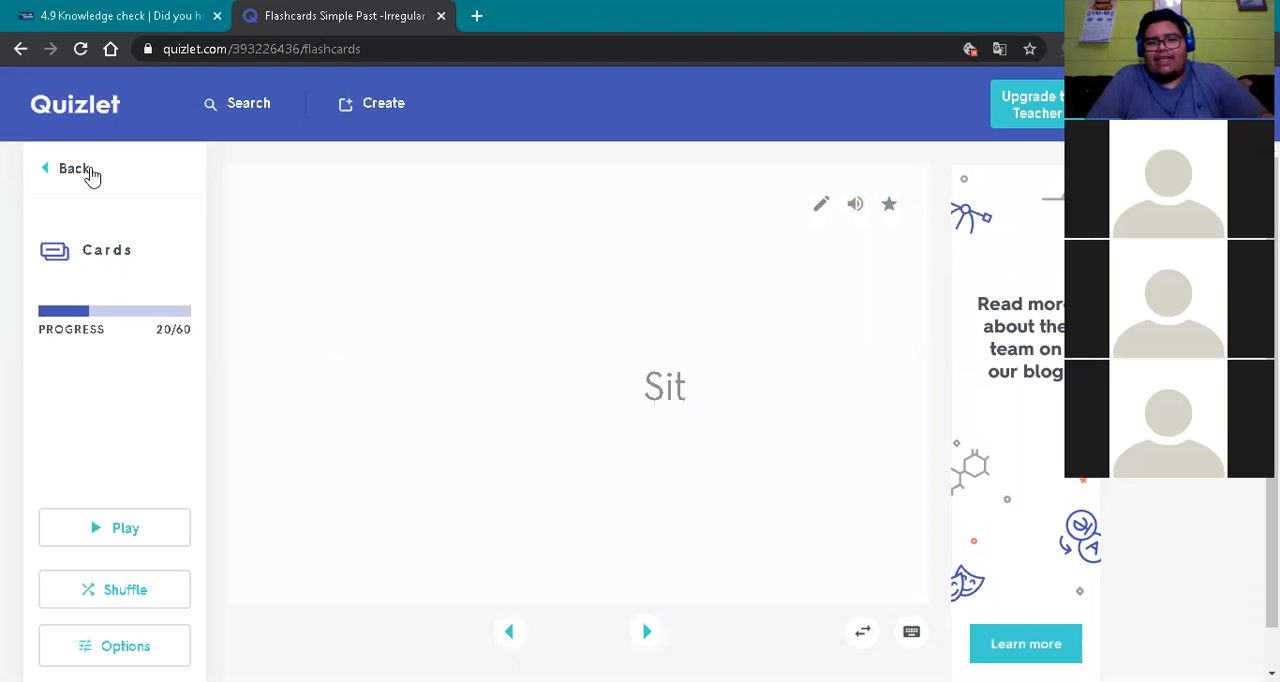 4.9 Knowledge check | Did you ha
Flashcards Simple Past -Irregular
quizlet.com/393226436/flashcards
Quizlet
Search
Create
Upgrade t
Teacher
Back
Cards
PROGRESS 20/60
Sit
Read more
about the
team on
our blog
Play
Shuffle
Options
Learn more